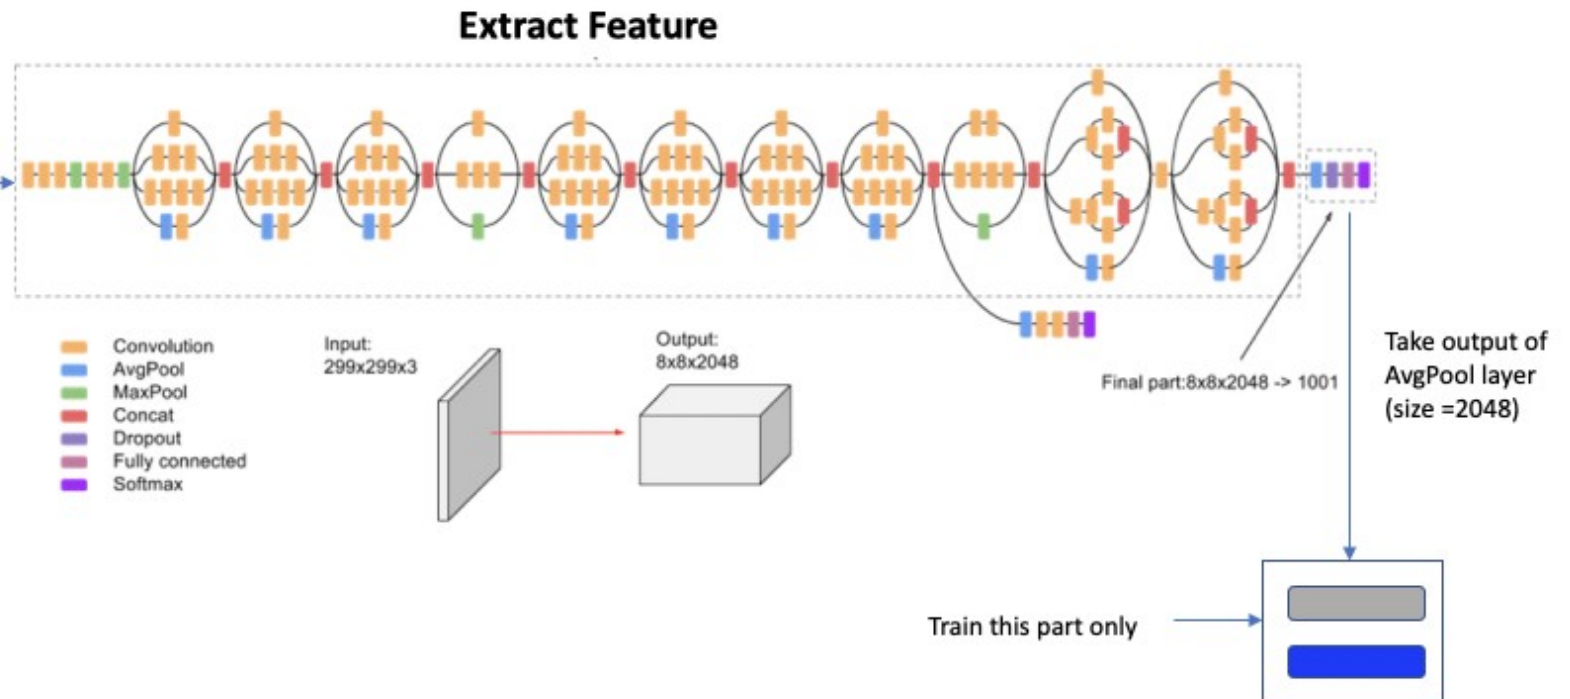 Extract Feature
Convolution
AvgPool
MaxPool
Concat
Dropout
Fully connected
Softmax
Input:
299x299x3
Output:
8x8x2048
Final part:8x8x2048 -> 1001
Take output of
AvgPool layer
(size =2048)
Train this part only